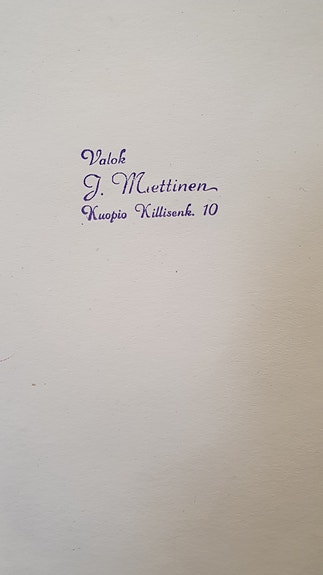 Valok
J. Miettinen
Kuopio Killisenk. 10